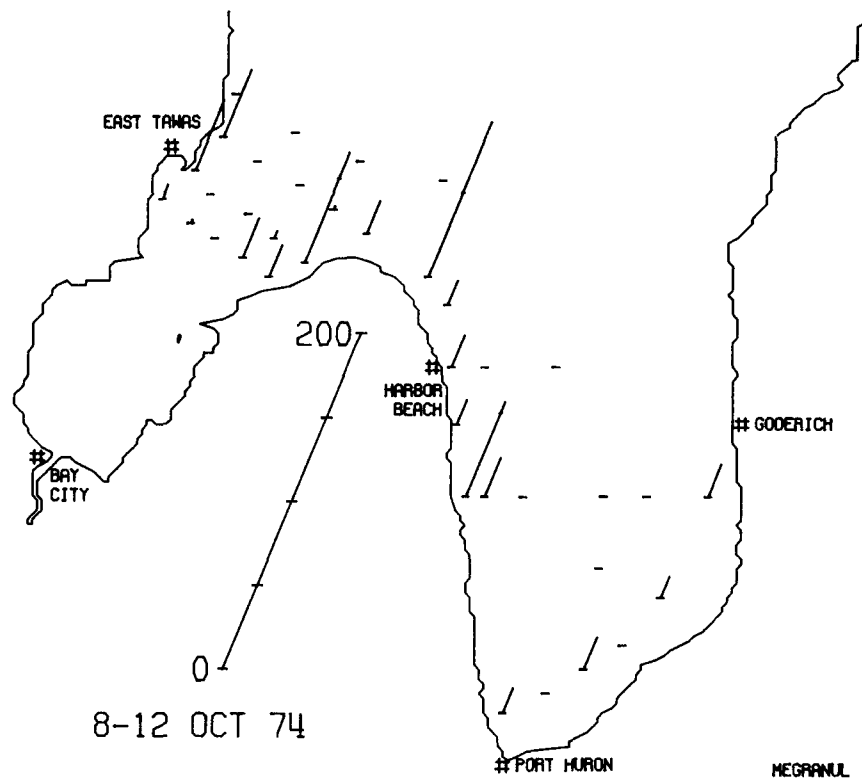 EAST TAWAS
200
HARBOR
BEACH
GODERICH
BAY
CITY
0
8-12 OCT 74
PORT HURON
MEGRANUL